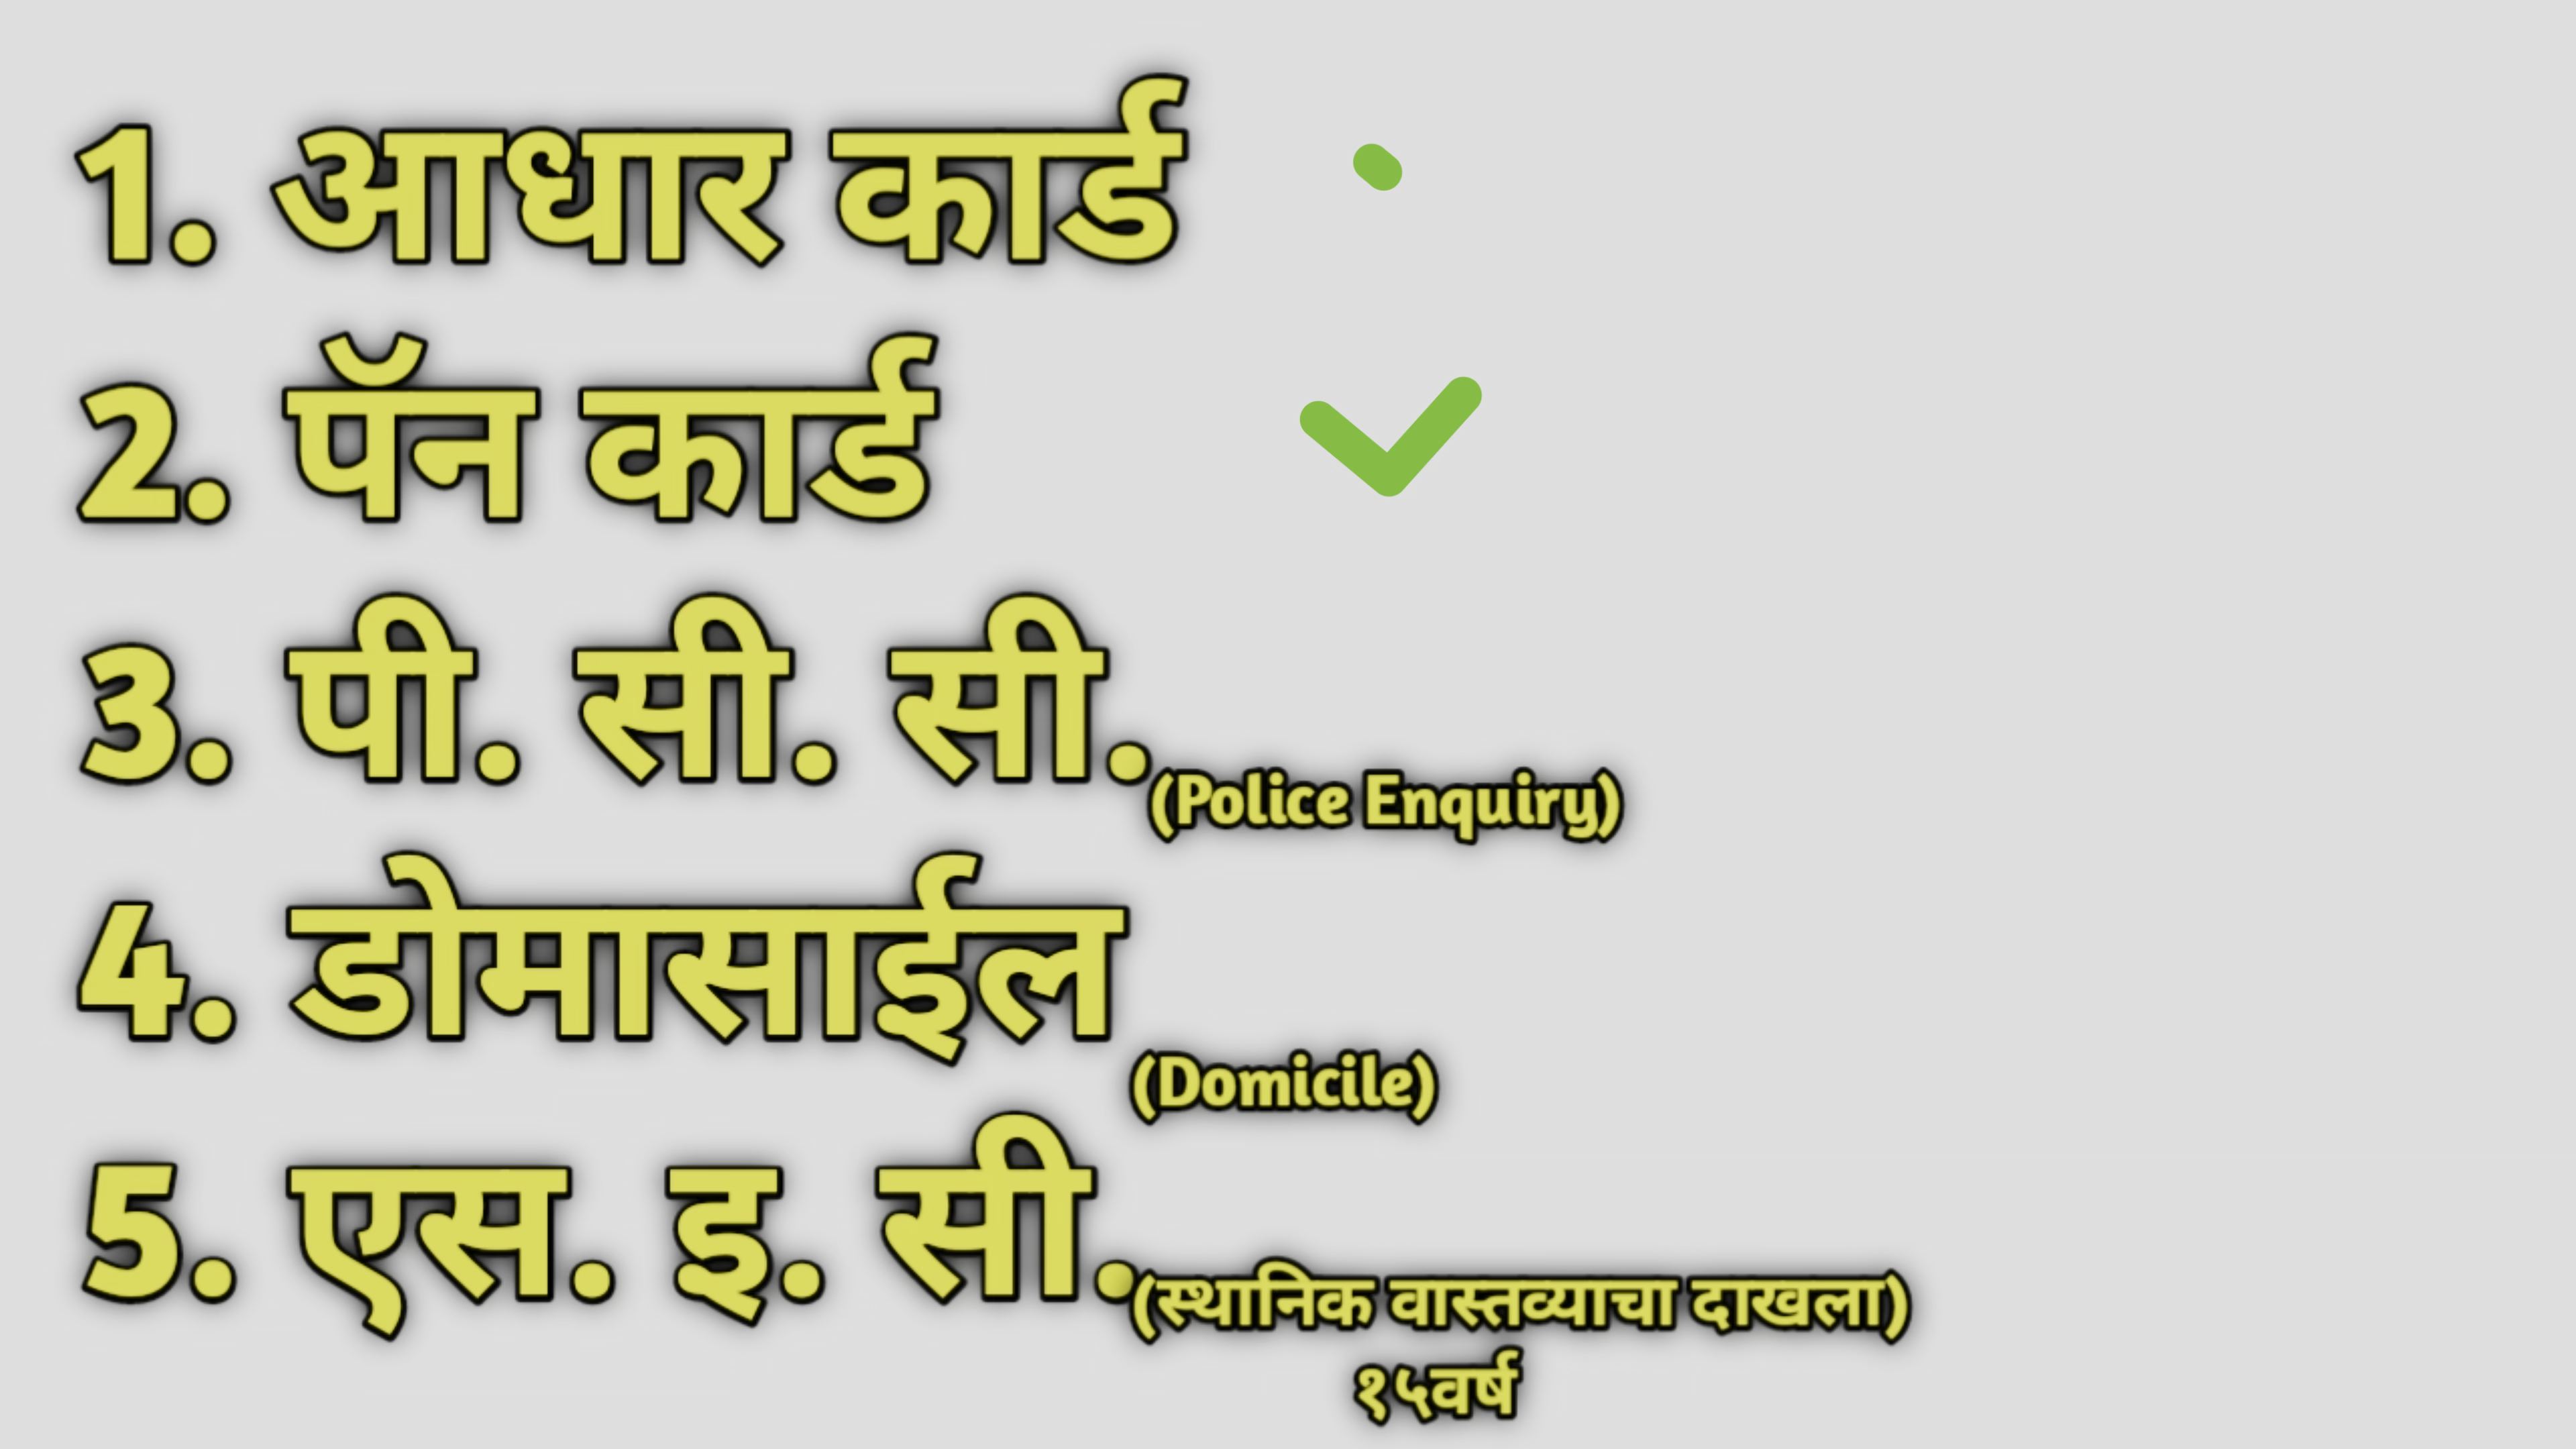 1. आधार कार्ड
2. पॅन कार्ड
3. पी. सी. सी.(Police Enquiry)
4. डोमासाईल (Domicile)
5. एस. इ. सी.(स्थानिक वास्तव्याचा दाखला)
१५वर्ष